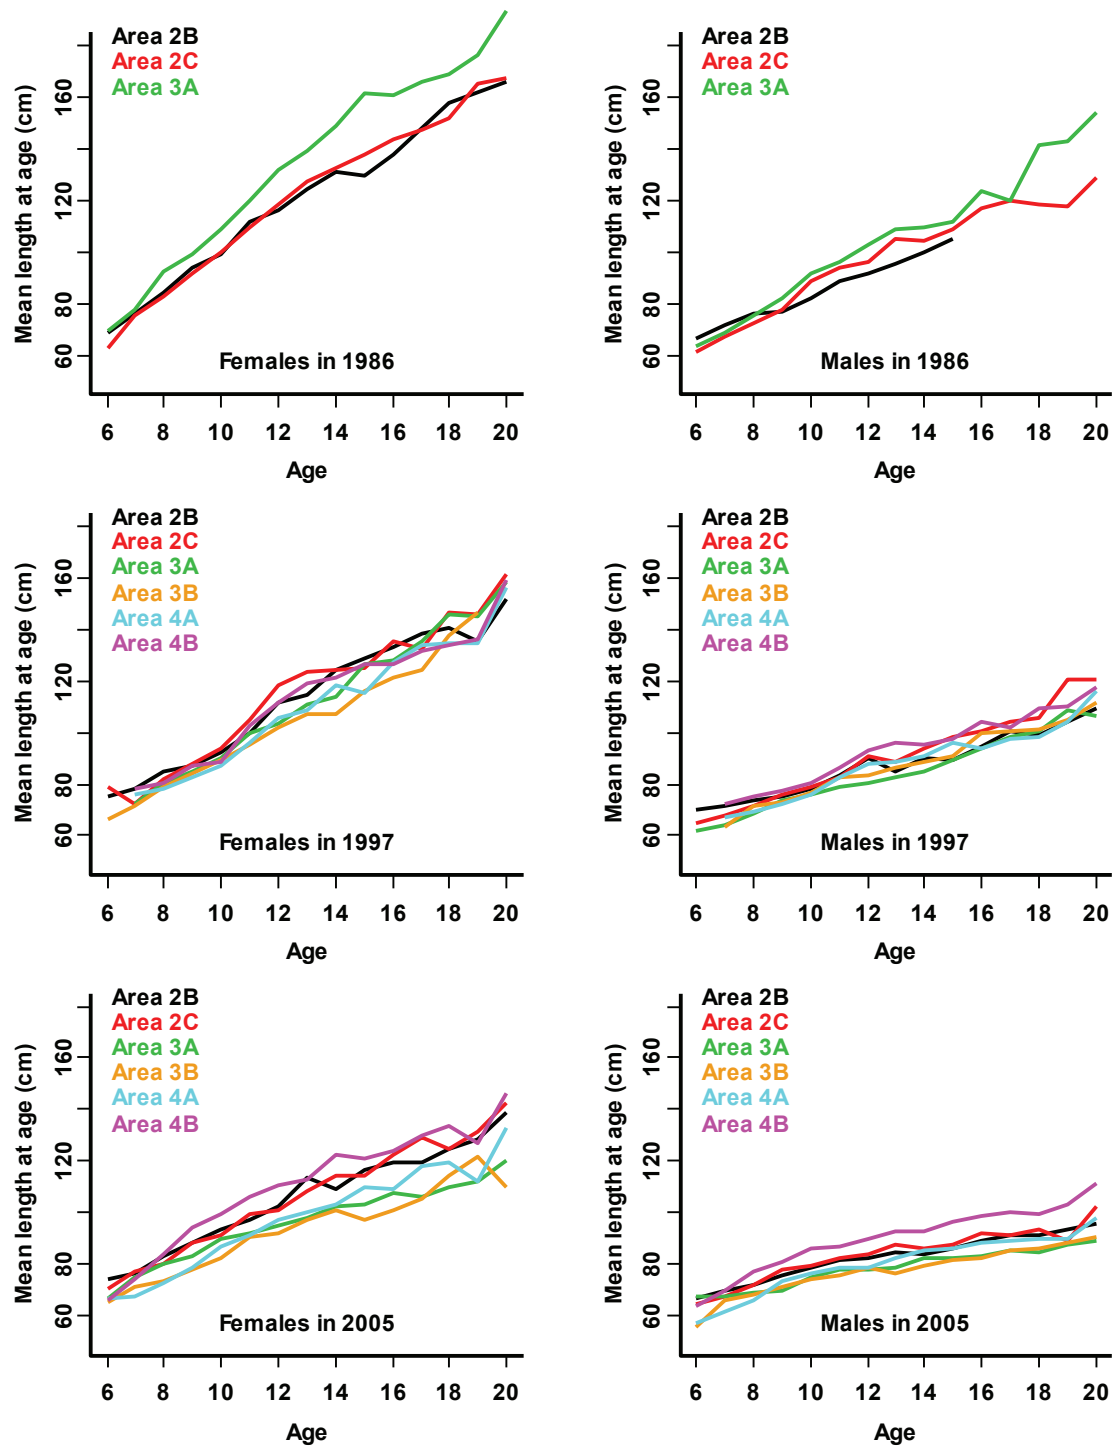 Area 2B
Area 2C
Area 3A
Mean length at age (cm)
60
80
120
160
Females in 1986
6 8 10 12 14 16 18 20
Age
Area 2B
Area 2C
Area 3A
Mean length at age (cm)
60
80
120
160
Males in 1986
6 8 10 12 14 16 18 20
Age
Area 2B
Area 2C
Area 3A
Area 3B
Area 4A
Area 4B
Mean length at age (cm)
60
80
120
160
Females in 1997
6 8 10 12 14 16 18 20
Age
Area 2B
Area 2C
Area 3A
Area 3B
Area 4A
Area 4B
Mean length at age (cm)
60
80
120
160
Males in 1997
6 8 10 12 14 16 18 20
Age
Area 2B
Area 2C
Area 3A
Area 3B
Area 4A
Area 4B
Mean length at age (cm)
60
80
120
160
Females in 2005
6 8 10 12 14 16 18 20
Age
Area 2B
Area 2C
Area 3A
Area 3B
Area 4A
Area 4B
Mean length at age (cm)
60
80
120
160
Males in 2005
6 8 10 12 14 16 18 20
Age